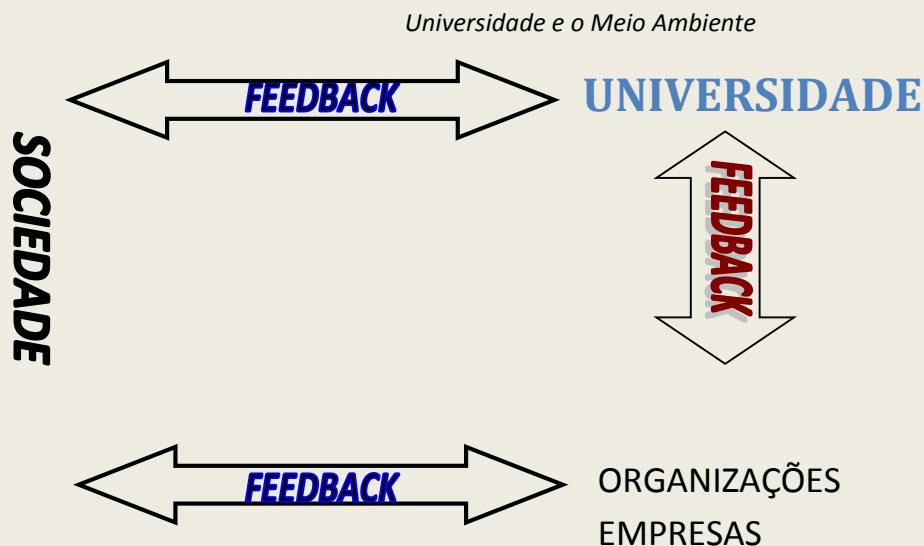 Universidade e o Meio Ambiente
FEEDBACK
UNIVERSIDADE
SOCIEDADE
FEEDBACK
FEEDBACK
ORGANIZAÇÕES
EMPRESAS